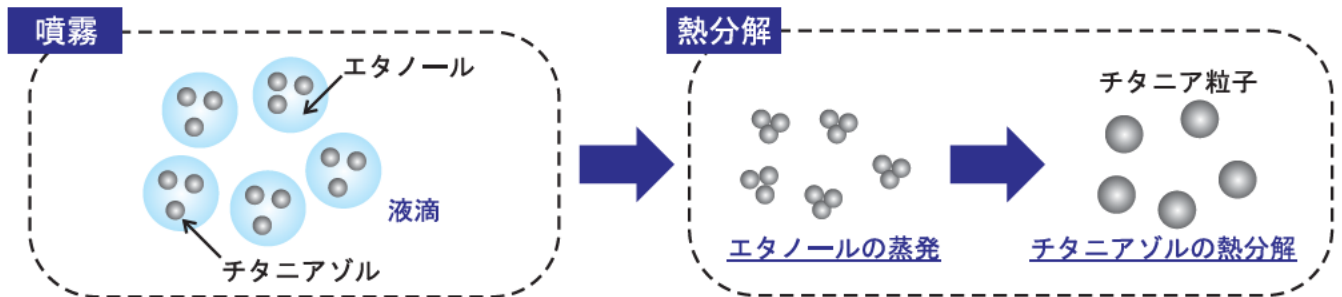 噴霧
エタノール
液滴
チタニアゾル
熱分解
チタニア粒子
エタノールの蒸発
チタニアゾルの熱分解